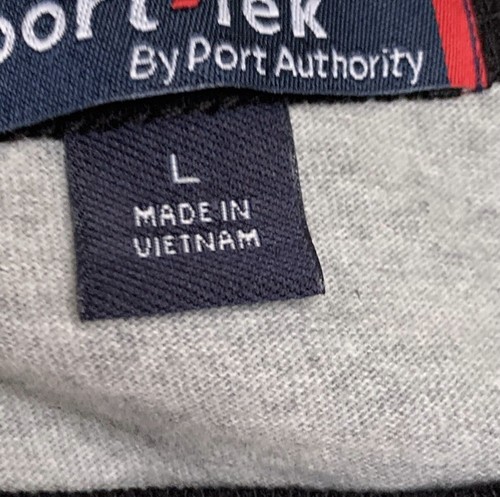 port-Tek
By Port Authority
L
MADE IN
VIETNAM